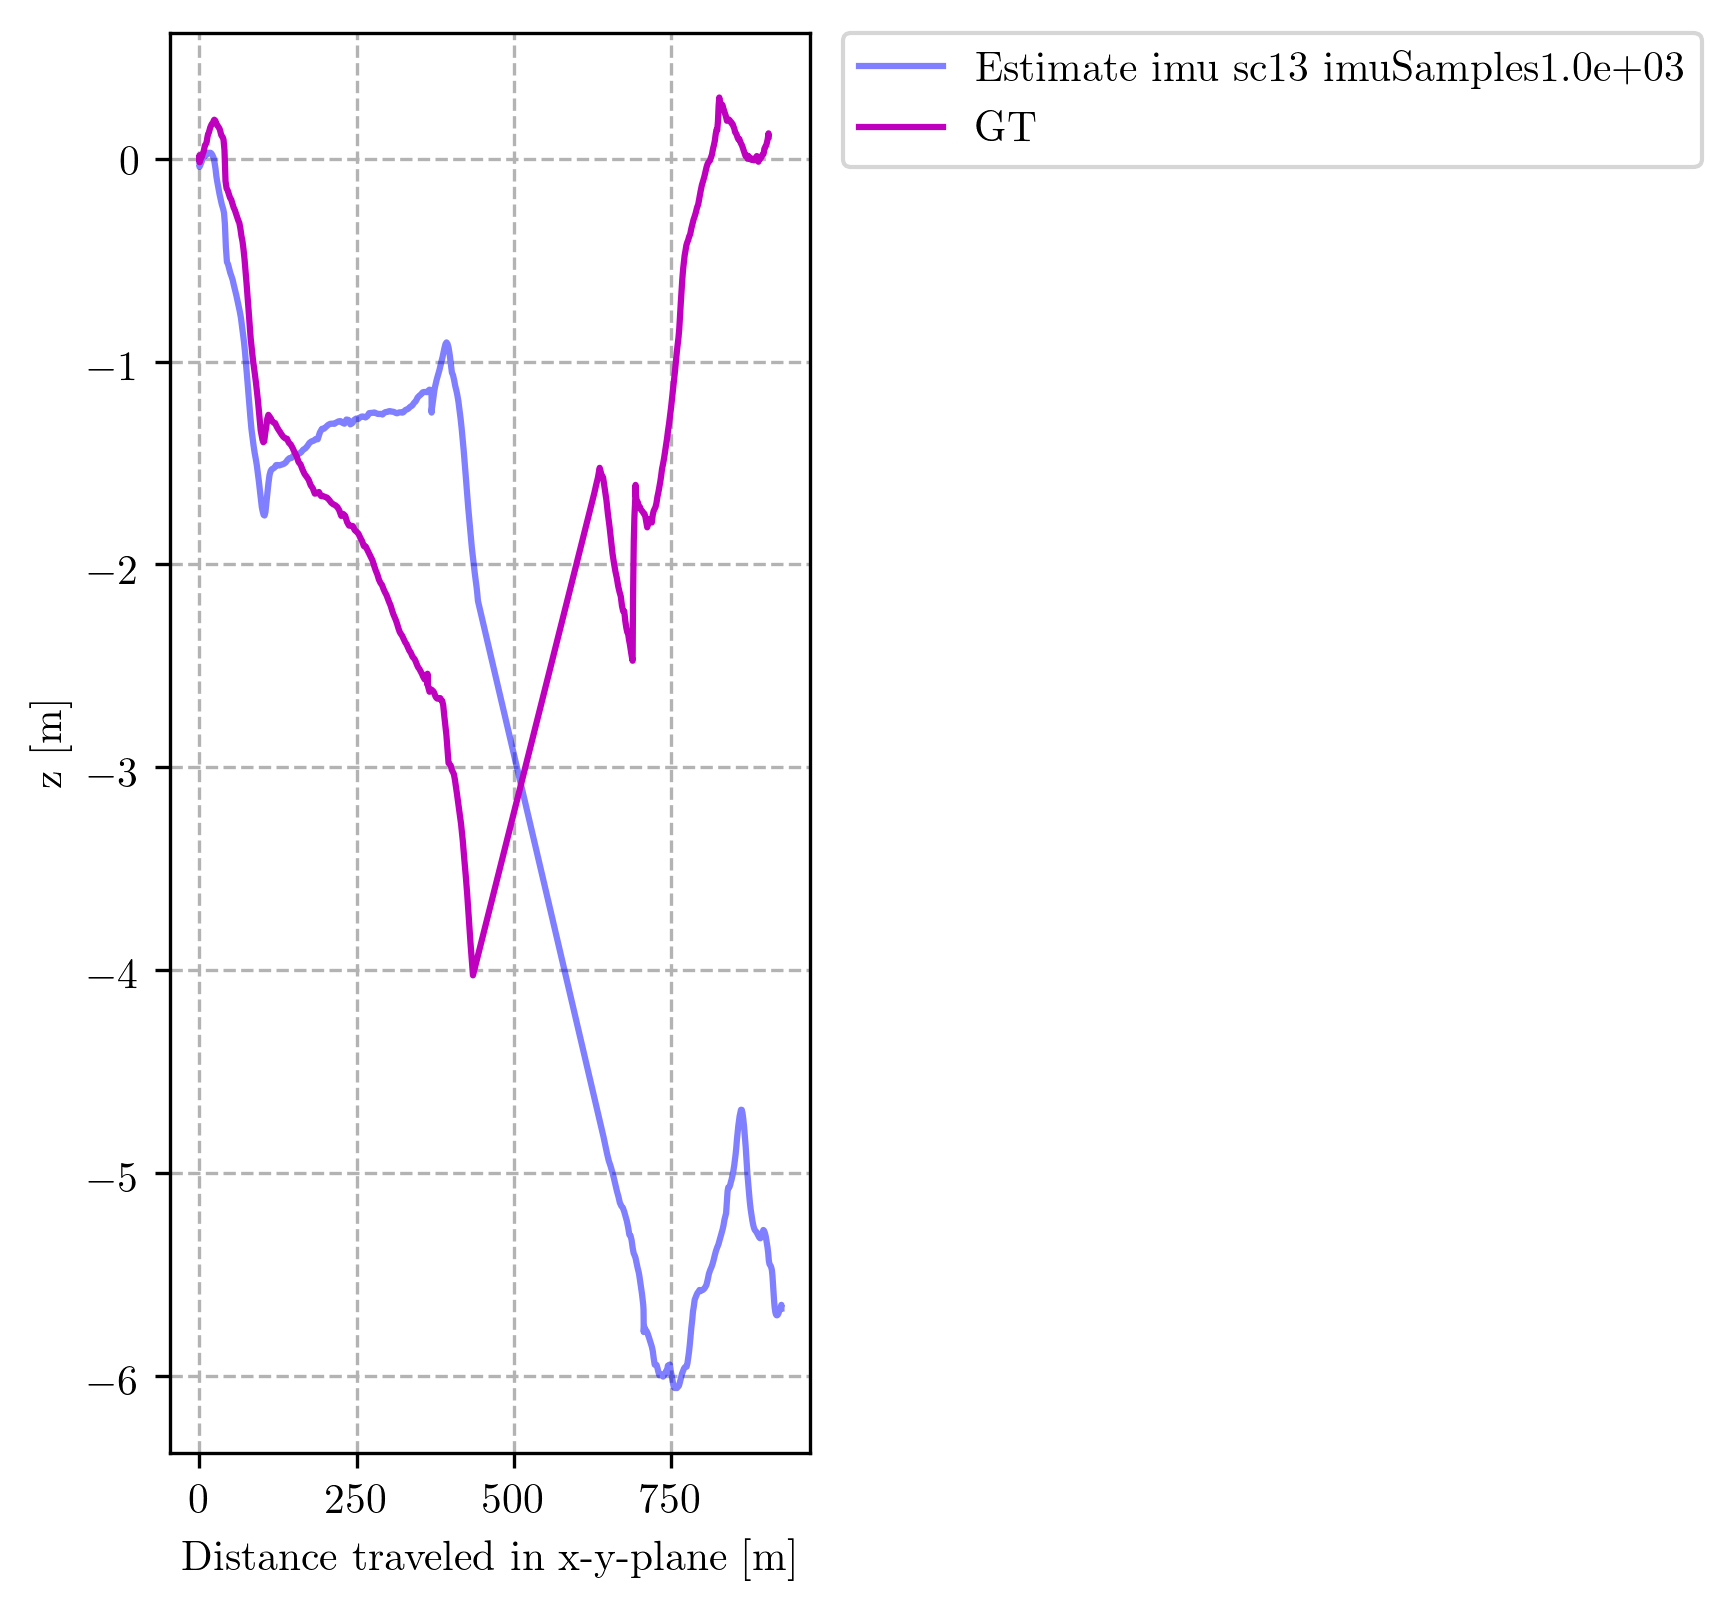 Estimate imu sc13 imuSamples1.0e+03
GT
0
−1
−2
−3
−4
−5
−6
z [m]
0 250 500 750
Distance traveled in x-y-plane [m]